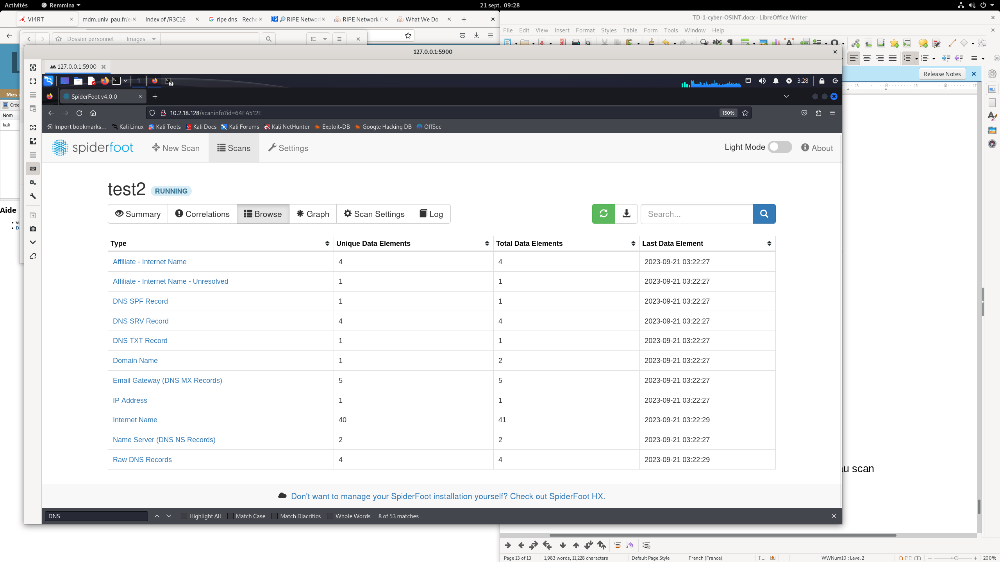 Activités
Remmina
21 sept. 09:28
VI4RT
mdm.univ-pau.fr/e
Index of /R3C16
ripe dns - Reche
RIPE Networ
RIPE Network C
What We Do —
TD-1-cyber-OSINT.docx - LibreOffice Writer
File Edit View Insert Format Styles Table Form Tools Window Help
Dossier personnel
Images
127.0.0.1:5900
127.0.0.1:5900
Release Notes
13 14 15 16 17
1
2
3:28
Mes
Crée
Nom
kali
SpiderFoot v4.0.0
10.2.18.128/scaninfo?id=64FA512E
150%
Import bookmarks...
Kali Linux
Kali Tools
Kali Docs
Kali Forums
Kali NetHunter
Exploit-DB
Google Hacking DB
OffSec
spiderfoot
New Scan
Scans
Settings
Light Mode
About
test2 RUNNING
Aide
Vo
D
Summary
Correlations
Browse
Graph
Scan Settings
Log
Search...
Type Unique Data Elements Total Data Elements Last Data Element
Affiliate - Internet Name 4 4 2023-09-21 03:22:27
Affiliate - Internet Name - Unresolved 1 1 2023-09-21 03:22:27
DNS SPF Record 1 1 2023-09-21 03:22:27
DNS SRV Record 4 4 2023-09-21 03:22:27
DNS TXT Record 1 1 2023-09-21 03:22:27
Domain Name 1 2 2023-09-21 03:22:27
Email Gateway (DNS MX Records) 5 5 2023-09-21 03:22:27
IP Address 1 1 2023-09-21 03:22:27
Internet Name 40 41 2023-09-21 03:22:29
Name Server (DNS NS Records) 2 2 2023-09-21 03:22:27
Raw DNS Records 4 4 2023-09-21 03:22:29
au scan
Don't want to manage your SpiderFoot installation yourself? Check out SpiderFoot HX.
DNS
Highlight All
Match Case
Match Diacritics
Whole Words
8 of 53 matches
Page 13 of 13
1,983 words, 11,228 characters
Default Page Style
French (France)
WWNum10 : Level 2
200%